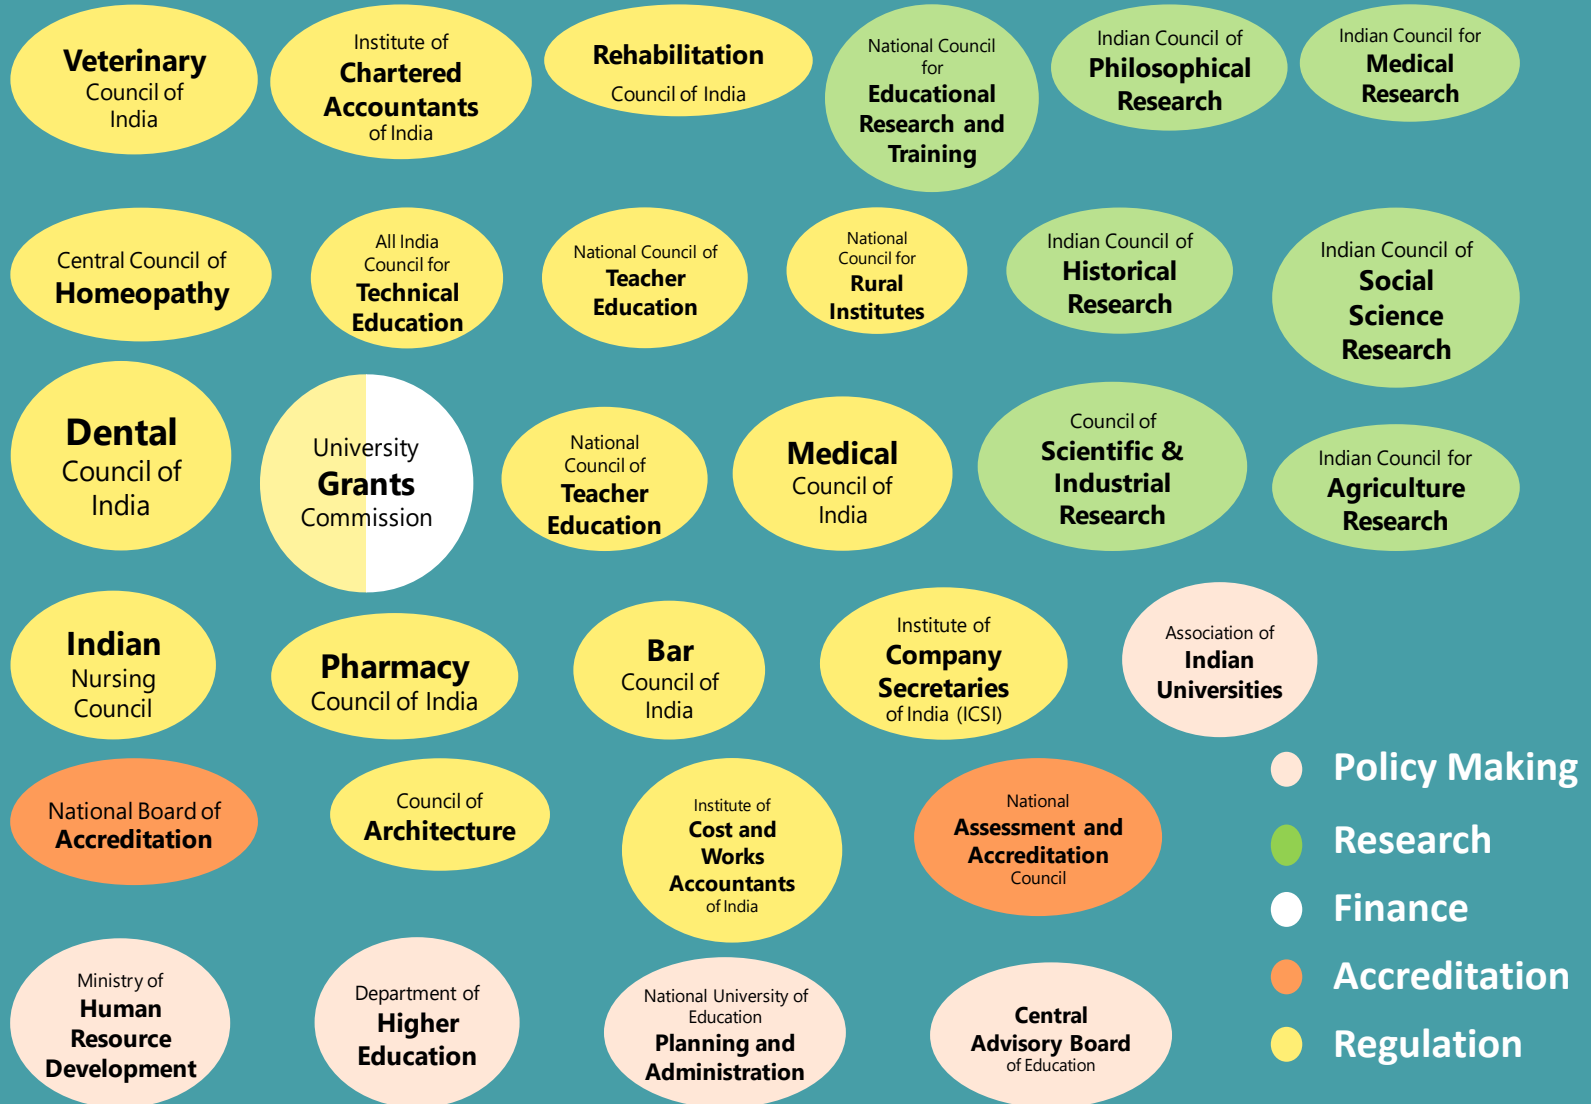 Veterinary
Council of
India
Institute of
Chartered
Accountants
of India
Rehabilitation
Council of India
National Council
for
Educational
Research and
Training
Indian Council of
Philosophical
Research
Indian Council for
Medical
Research
Central Council of
Homeopathy
All India
Council for
Technical
Education
National Council of
Teacher
Education
National
Council for
Rural
Institutes
Indian Council of
Historical
Research
Indian Council of
Social
Science
Research
Dental
Council of
India
University
Grants
Commission
National
Council of
Teacher
Education
Medical
Council of
India
Council of
Scientific &
Industrial
Research
Indian Council for
Agriculture
Research
Indian
Nursing
Council
Pharmacy
Council of India
Bar
Council of
India
Institute of
Company
Secretaries
of India (ICSI)
Association of
Indian
Universities
National Board of
Accreditation
Council of
Architecture
Institute of
Cost and
Works
Accountants
of India
National
Assessment and
Accreditation
Council
Ministry of
Human
Resource
Development
Department of
Higher
Education
National University of
Education
Planning and
Administration
Central
Advisory Board
of Education
Policy Making
Research
Finance
Accreditation
Regulation